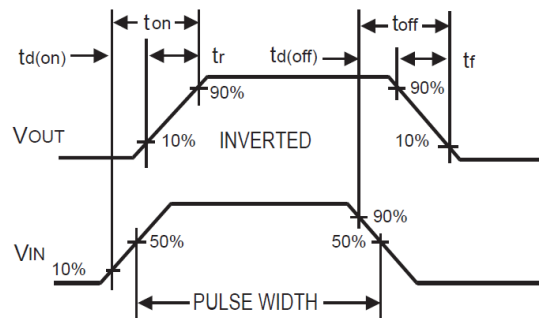 ton toff
td(on) tr td(off) tf
90% 90%
VOUT 10% INVERTED 10%
90%
VIN 50% 50%
10%
PULSE WIDTH